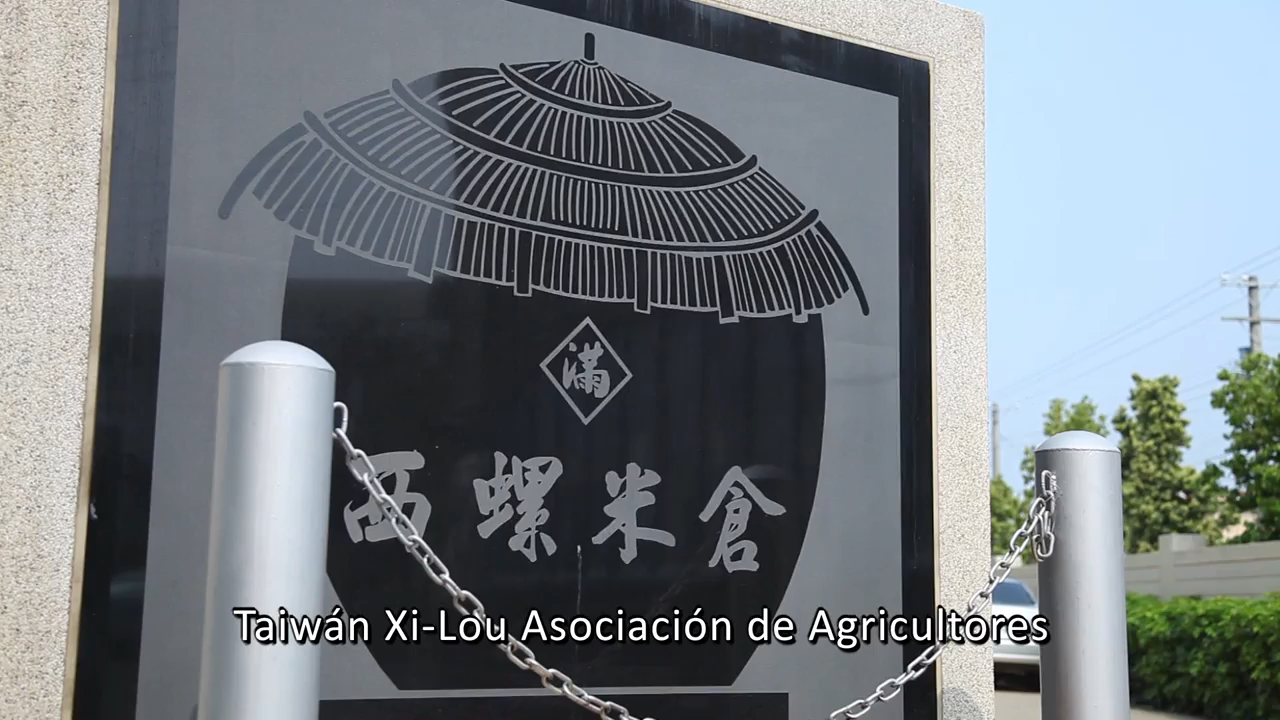 滿
西螺米倉
Taiwán Xi-Lou Asociación de Agricultores